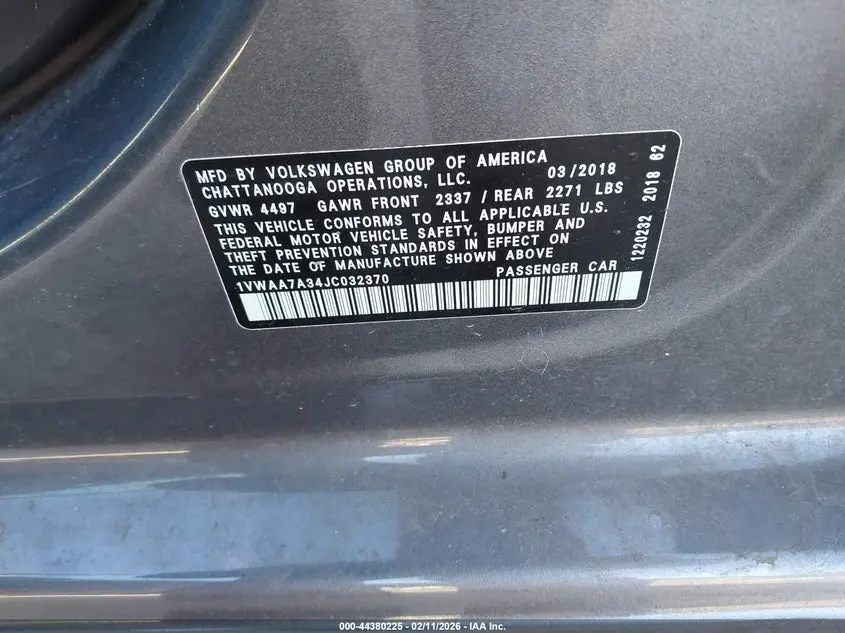 MFD BY VOLKSWAGEN GROUP OF AMERICA
CHATTANOOGA OPERATIONS, LLC. 03/2018
GVWR 4497 GAWR FRONT 2337 / REAR 2271 LBS
THIS VEHICLE CONFORMS TO ALL APPLICABLE U.S.
FEDERAL MOTOR VEHICLE SAFETY, BUMPER AND
THEFT PREVENTION STANDARDS IN EFFECT ON
THE DATE OF MANUFACTURE SHOWN ABOVE
1VWAA7A34JC032370 PASSENGER CAR
1220232 2018 62
000-44380225 - 02/11/2026 - IAA Inc.